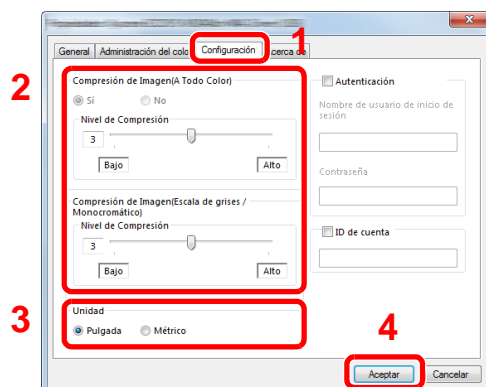 1
General Administración del colo Configuración cerca de
2
Compresión de Imagen(A Todo Color)
Sí No
Nivel de Compresión
3
Bajo Alto
Compresión de Imagen(Escala de grises /
Monocromático)
Nivel de Compresión
3
Bajo Alto
Autenticación
Nombre de usuario de inicio de
sesión
Contraseña
ID de cuenta
3
Unidad
Pulgada Métrico
4
Aceptar Cancelar